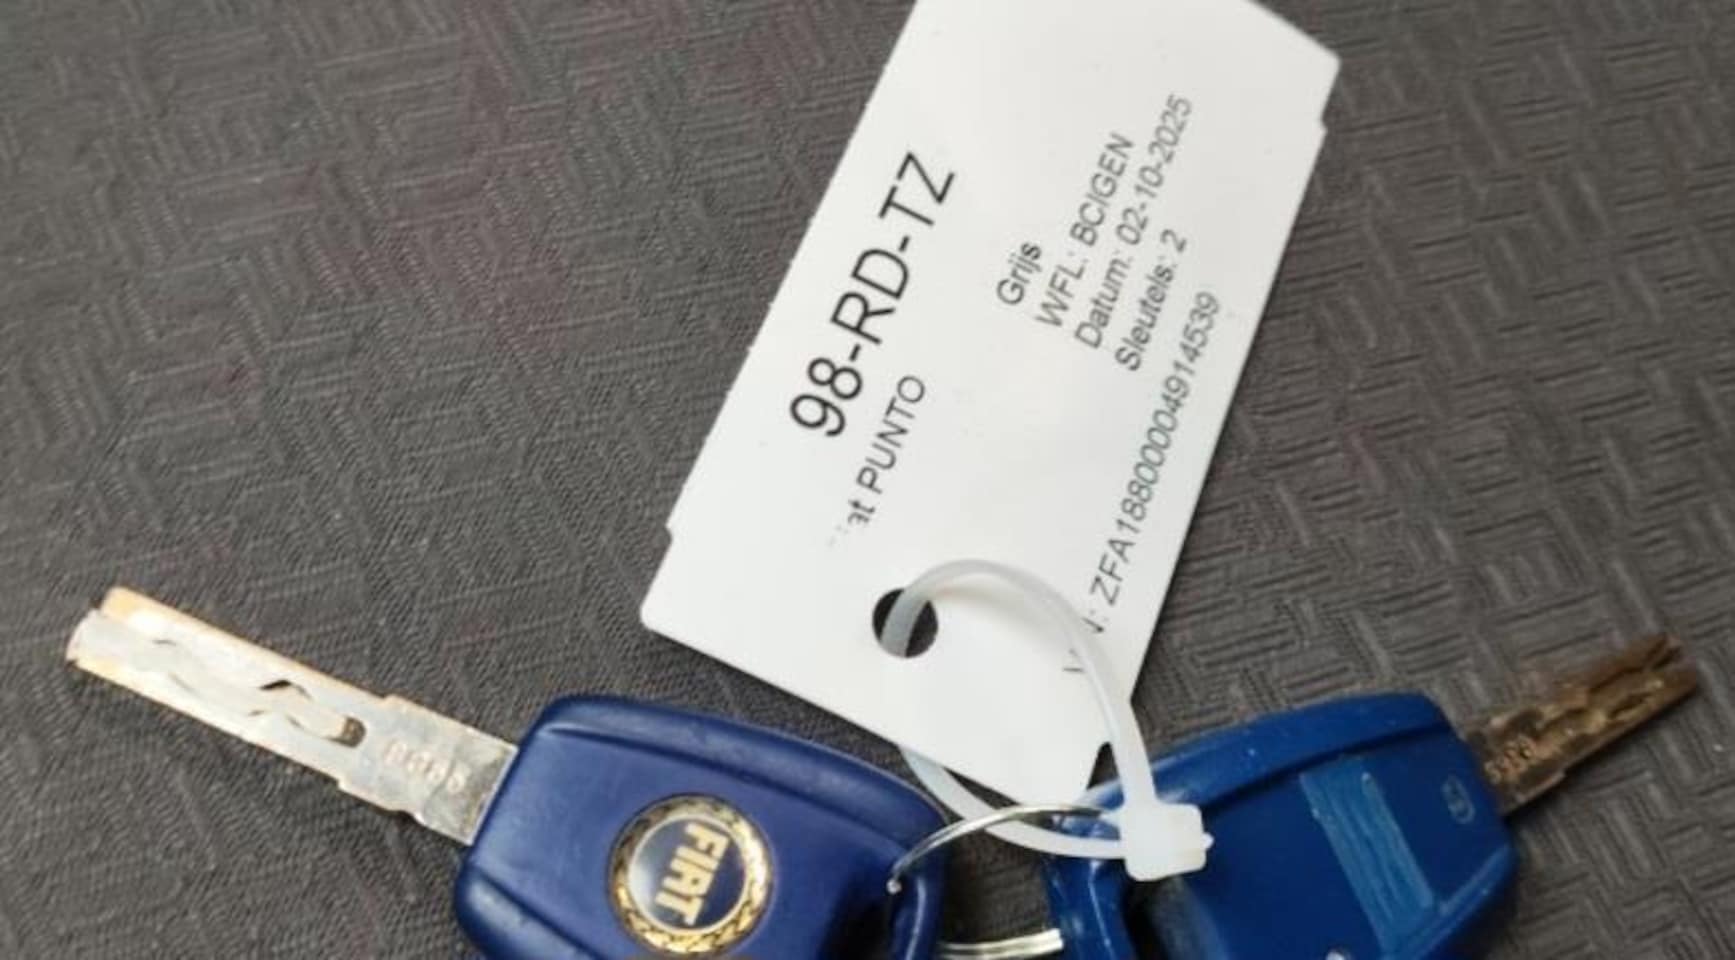 98-RD-TZ
at PUNTO
Grijs
WFL: BCIGEN
Datum: 02-10-2025
Sleutels: 2
N: ZFA18800004914539
FIAT